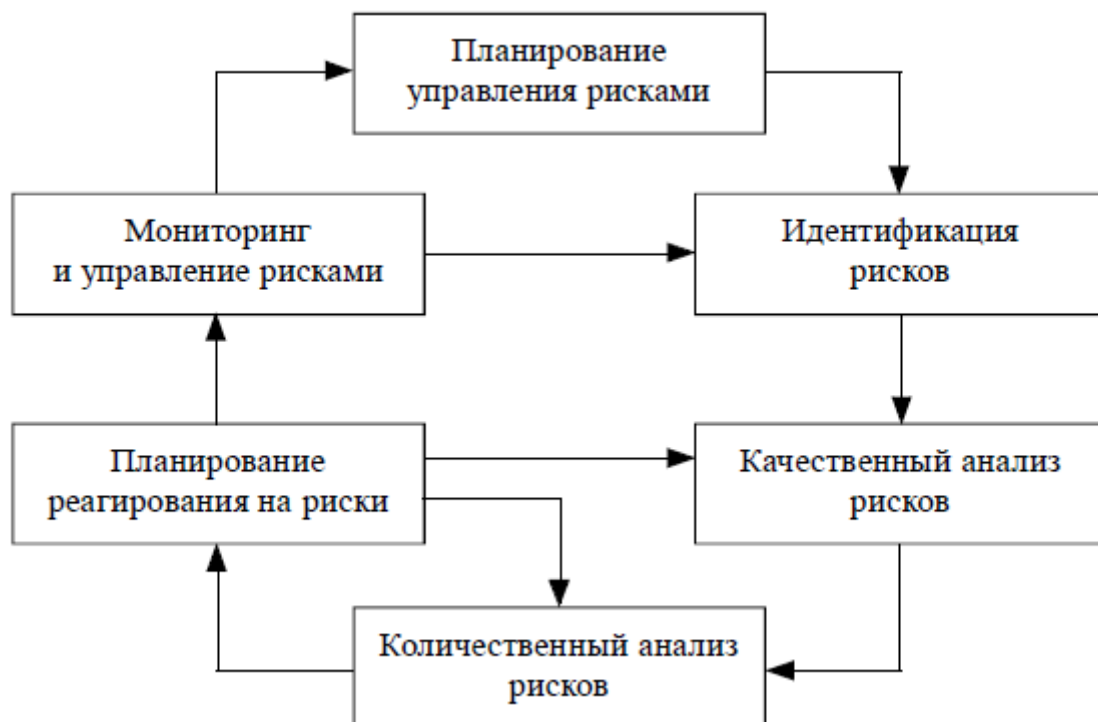 Планирование
управления рисками
Мониторинг
и управление рисками
Идентификация
рисков
Планирование
реагирования на риски
Качественный анализ
рисков
Количественный анализ
рисков